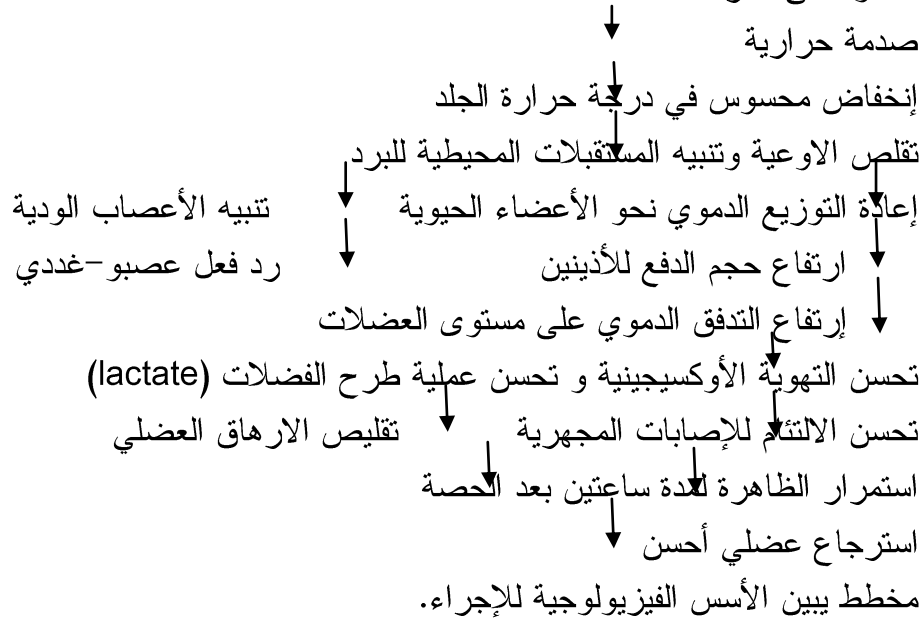 صدمة حرارية
إنخفاض محسوس في درجة حرارة الجلد
تقلص الاوعية وتنبيه المستقبلات المحيطية للبرد
إعادة التوزيع الدموي نحو الأعضاء الحيوية تنبيه الأعصاب الودية
ارتفاع حجم الدفع للأذينين رد فعل عصبو-غددي
إرتفاع التدفق الدموي على مستوى العضلات
تحسن التهوية الأوكسيجينية و تحسن عملية طرح الفضلات (lactate)
تحسن الالتئام للإصابات المجهرية تقليص الارهاق العضلي
استمرار الظاهرة لمدة ساعتين بعد الحصة
استرجاع عضلي أحسن
مخطط يبين الأسس الفيزيولوجية للإجراء.